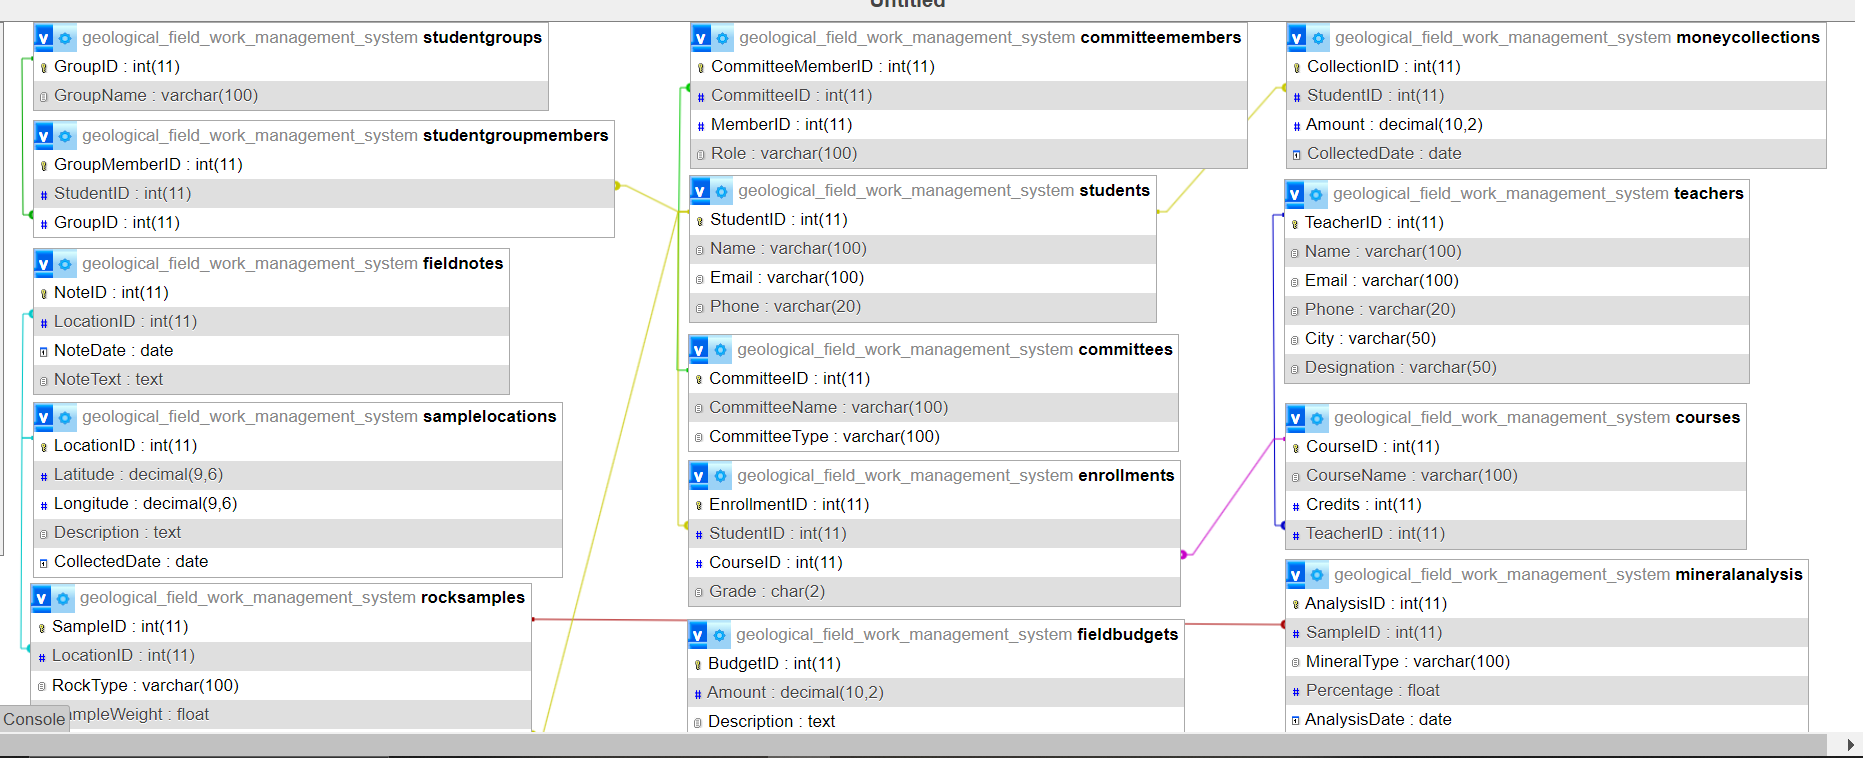 Untitled
geological_field_work_management_system studentgroups
GroupID : int(11)
GroupName : varchar(100)
geological_field_work_management_system studentgroupmembers
GroupMemberID : int(11)
StudentID : int(11)
GroupID : int(11)
geological_field_work_management_system fieldnotes
NoteID : int(11)
LocationID : int(11)
NoteDate : date
NoteText : text
geological_field_work_management_system samplelocations
LocationID : int(11)
Latitude : decimal(9,6)
Longitude : decimal(9,6)
Description : text
CollectedDate : date
geological_field_work_management_system rocksamples
SampleID : int(11)
LocationID : int(11)
RockType : varchar(100)
ampleWeight : float
Console
geological_field_work_management_system committeemembers
CommitteeMemberID : int(11)
CommitteeID : int(11)
MemberID : int(11)
Role : varchar(100)
geological_field_work_management_system students
StudentID : int(11)
Name : varchar(100)
Email : varchar(100)
Phone : varchar(20)
geological_field_work_management_system committees
CommitteeID : int(11)
CommitteeName : varchar(100)
CommitteeType : varchar(100)
geological_field_work_management_system enrollments
EnrollmentID : int(11)
StudentID : int(11)
CourseID : int(11)
Grade : char(2)
geological_field_work_management_system fieldbudgets
BudgetID : int(11)
Amount : decimal(10,2)
Description : text
geological_field_work_management_system moneycollections
CollectionID : int(11)
StudentID : int(11)
Amount : decimal(10,2)
CollectedDate : date
geological_field_work_management_system teachers
TeacherID : int(11)
Name : varchar(100)
Email : varchar(100)
Phone : varchar(20)
City : varchar(50)
Designation : varchar(50)
geological_field_work_management_system courses
CourseID : int(11)
CourseName : varchar(100)
Credits : int(11)
TeacherID : int(11)
geological_field_work_management_system mineralanalysis
AnalysisID : int(11)
SampleID : int(11)
MineralType : varchar(100)
Percentage : float
AnalysisDate : date